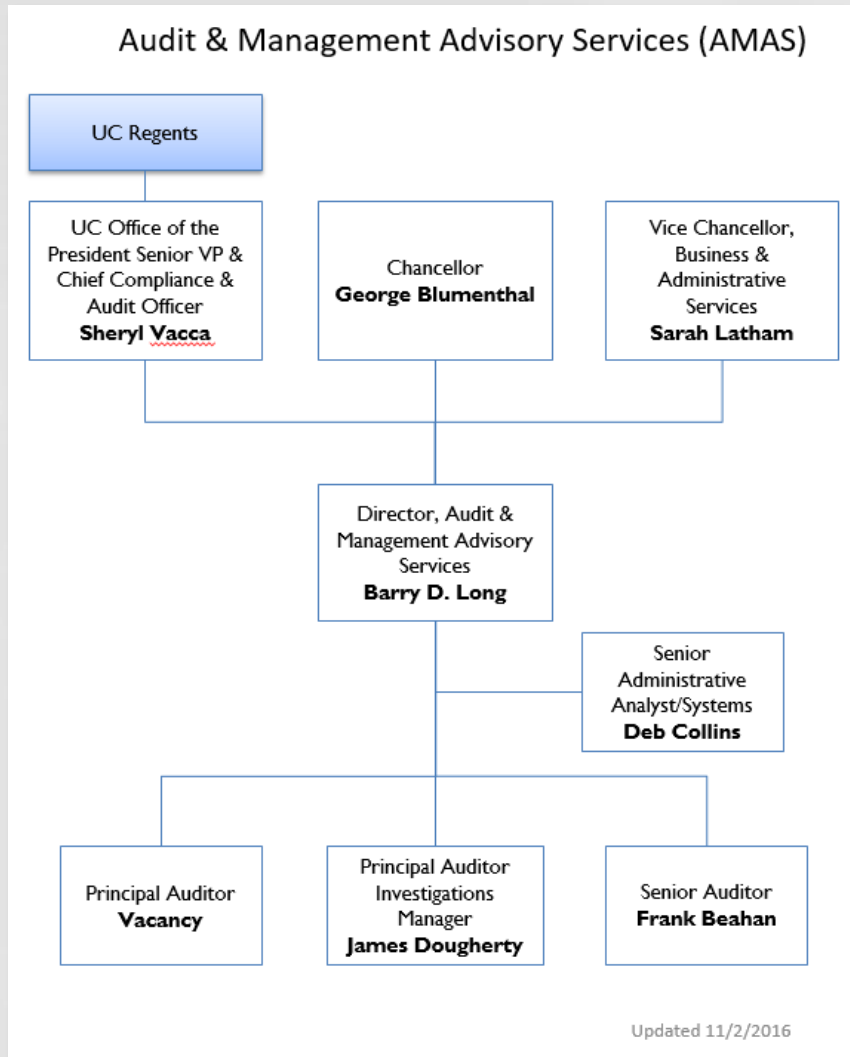 Audit & Management Advisory Services (AMAS)
UC Regents
UC Office of the
President Senior VP &
Chief Compliance &
Audit Officer
Sheryl Vacca
Chancellor
George Blumenthal
Vice Chancellor,
Business &
Administrative
Services
Sarah Latham
Director, Audit &
Management Advisory
Services
Barry D. Long
Senior
Administrative
Analyst/Systems
Deb Collins
Principal Auditor
Vacancy
Principal Auditor
Investigations
Manager
James Dougherty
Senior Auditor
Frank Beahan
Updated 11/2/2016